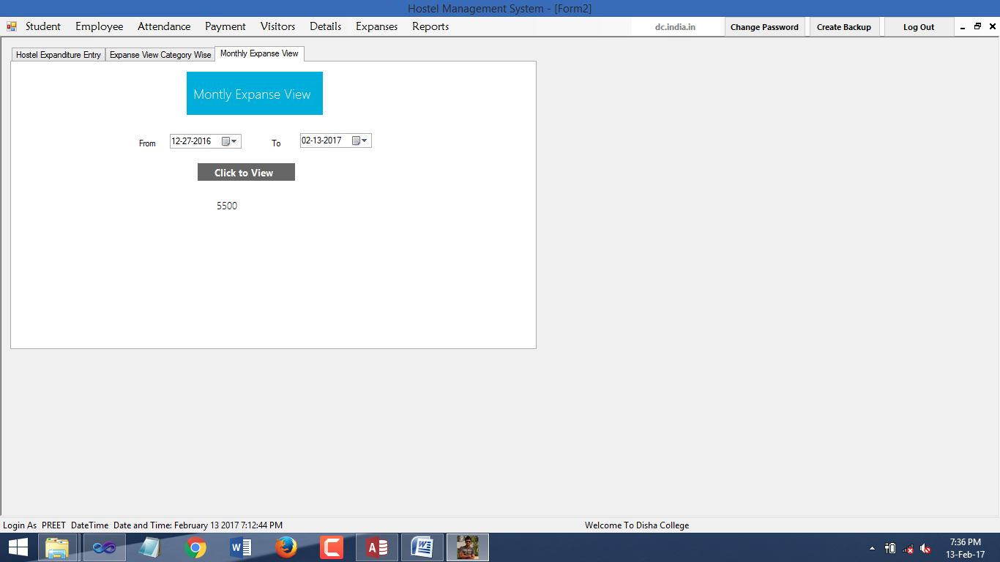 Hostel Management System - [Form2]
Student Employee Attendance Payment Visitors Details Expanses Reports dc.india.in Change Password Create Backup Log Out
Hostel Expanditure Entry Expanse View Category Wise Monthly Expanse View
Montly Expanse View
From 12-27-2016 To 02-13-2017
Click to View
5500
Login As PREET DateTime Date and Time: February 13 2017 7:12:44 PM Welcome To Disha College
7:36 PM
13-Feb-17